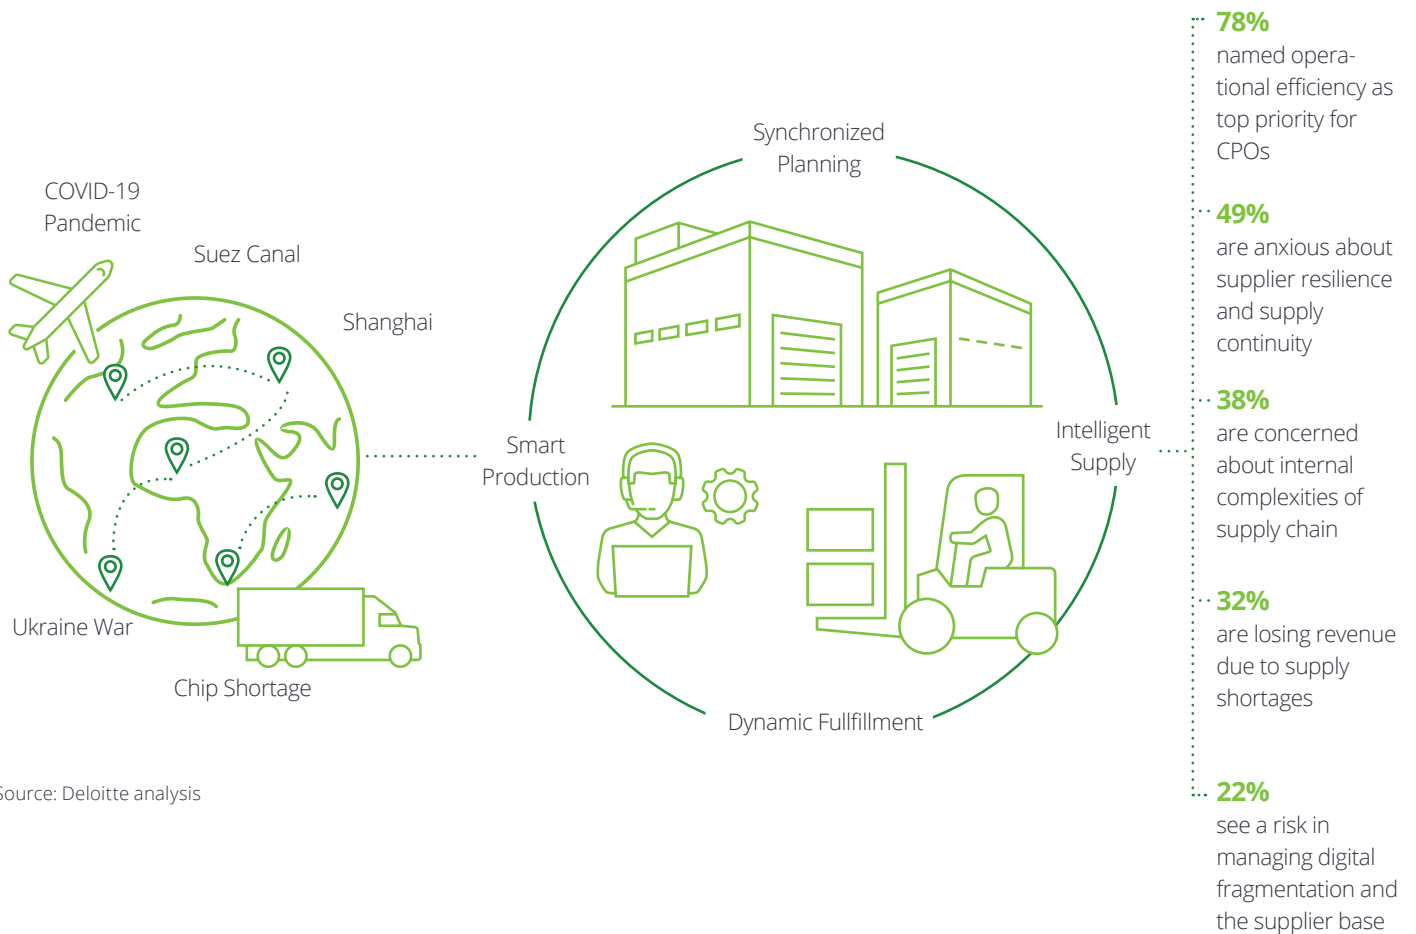 COVID-19
Pandemic
Suez Canal
Shanghai
Ukraine War
Chip Shortage
Synchronized
Planning
Smart
Production
Intelligent
Supply
Dynamic Fullfillment
78%
named opera-
tional efficiency as
top priority for
CPOs
49%
are anxious about
supplier resilience
and supply
continuity
38%
are concerned
about internal
complexities of
supply chain
32%
are losing revenue
due to supply
shortages
22%
see a risk in
managing digital
fragmentation and
the supplier base
Source: Deloitte analysis